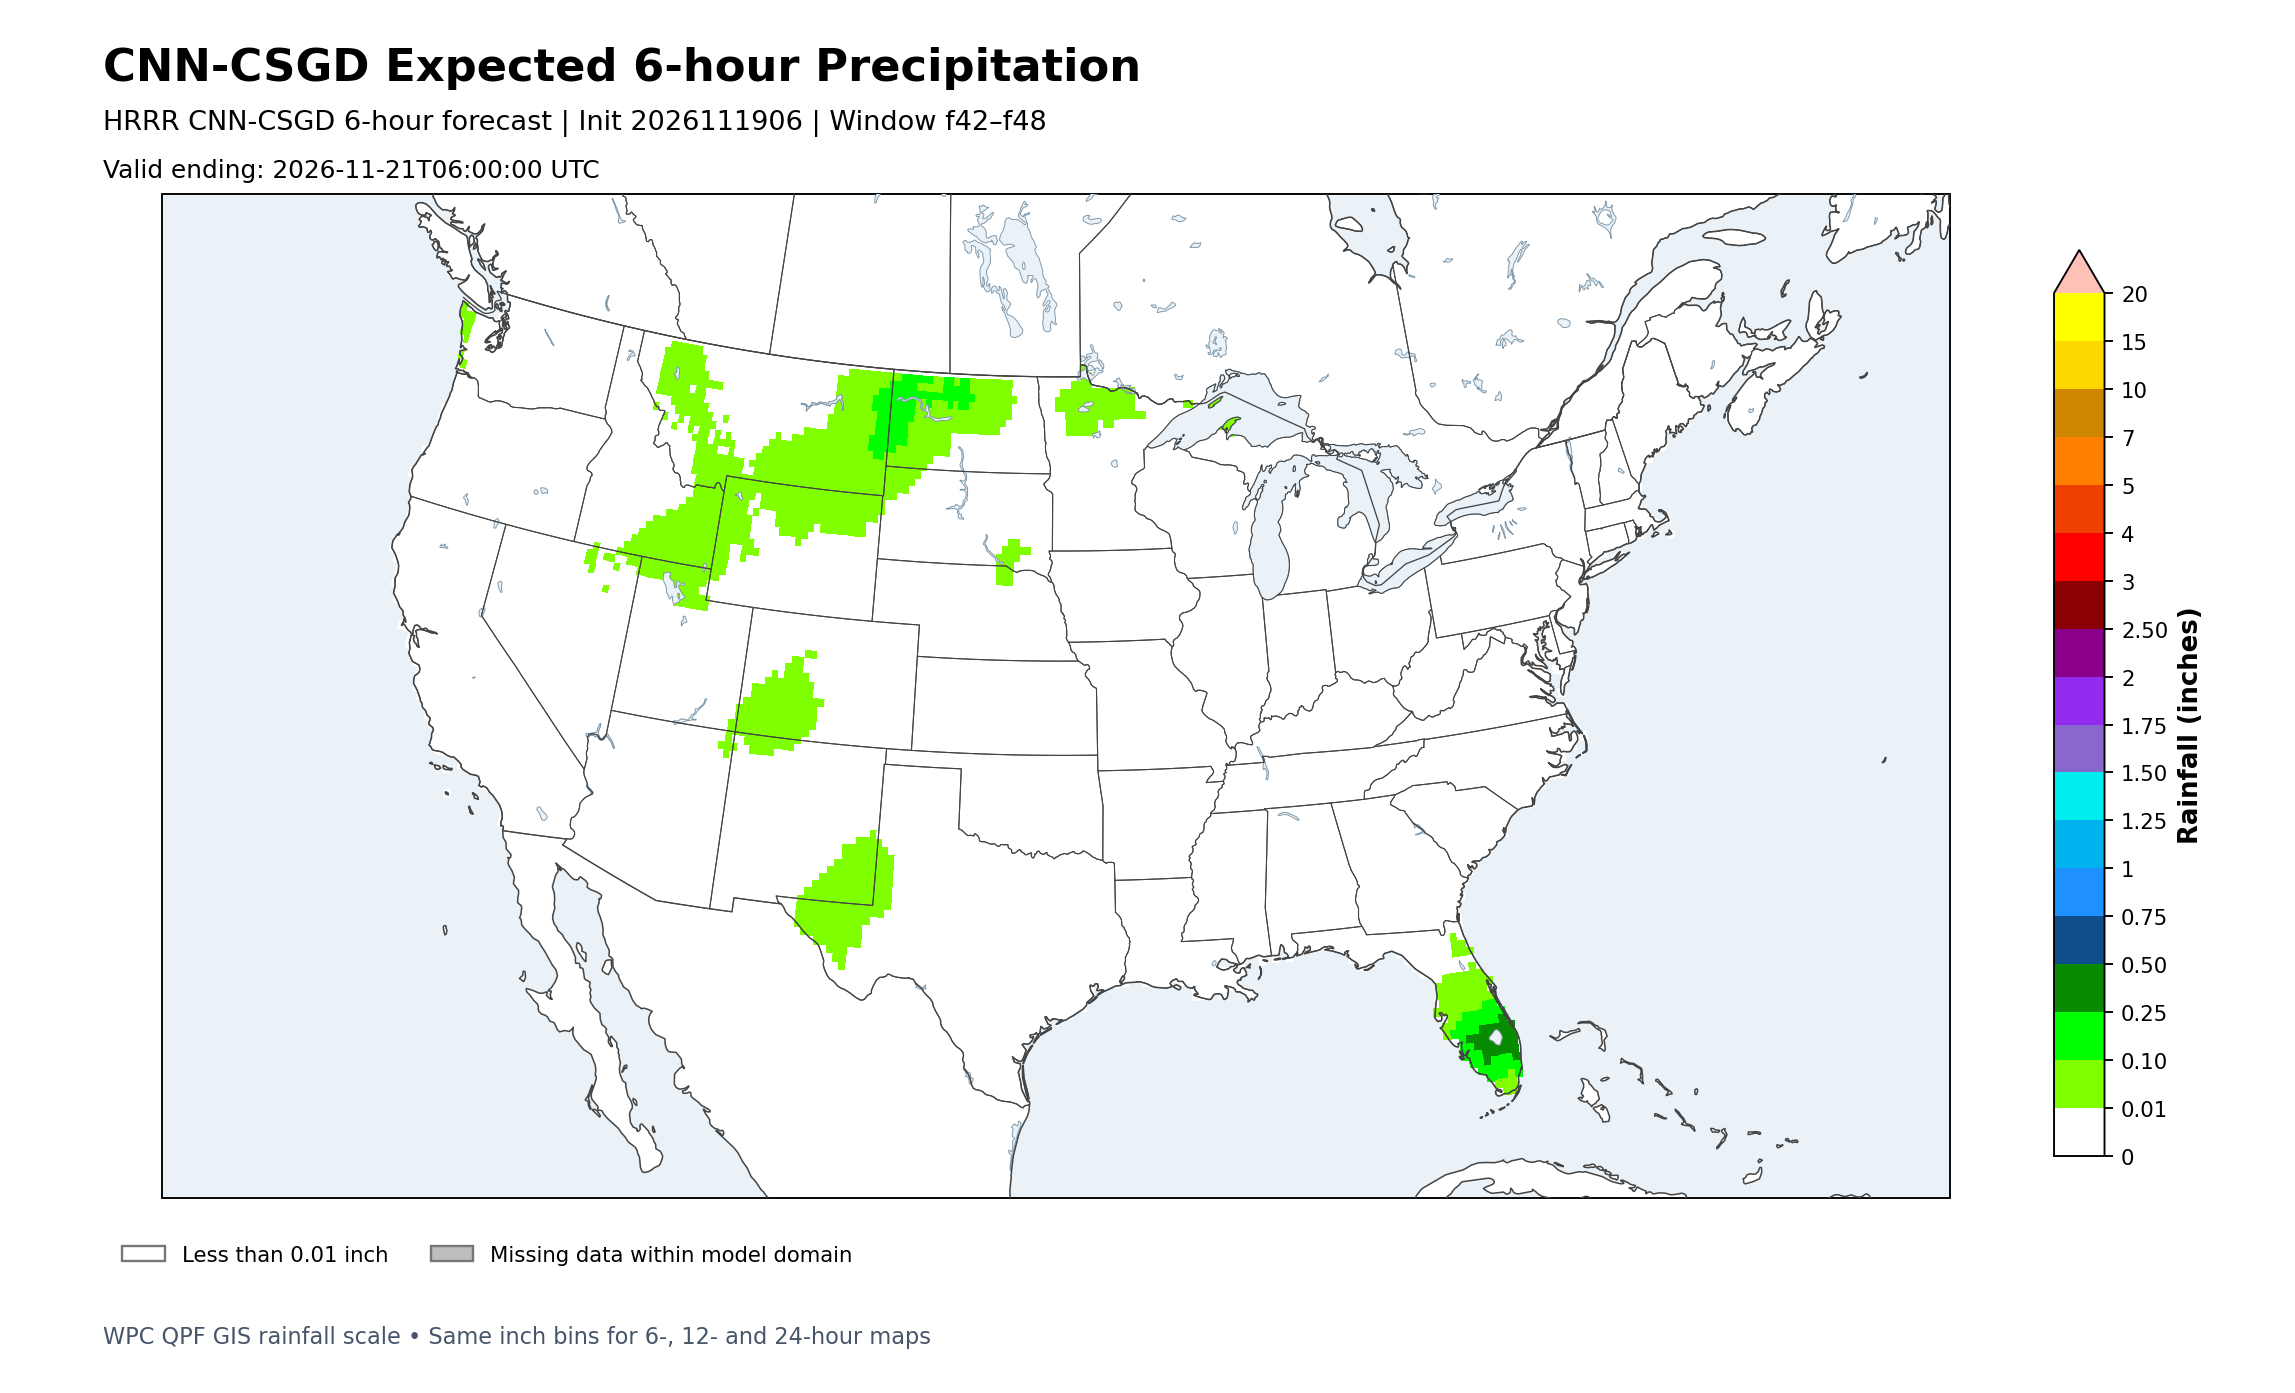 CNN-CSGD Expected 6-hour Precipitation
HRRR CNN-CSGD 6-hour forecast | Init 2026111906 | Window f42–f48
Valid ending: 2026-11-21T06:00:00 UTC
20
15
10
7
5
4
3
2.50
2
1.75
1.50
1.25
1
0.75
0.50
0.25
0.10
0.01
0
Rainfall (inches)
Less than 0.01 inch
Missing data within model domain
WPC QPF GIS rainfall scale • Same inch bins for 6-, 12- and 24-hour maps